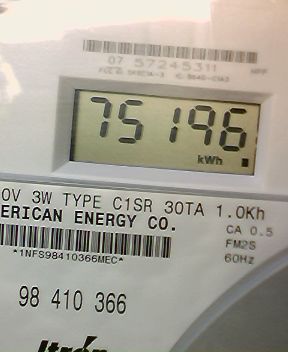 07 57245311
75196
kWh
0V 3W TYPE C1SR 30TA 1.0Kh
ERICAN ENERGY CO.
CA 0.5
FM2S
60Hz
*1NFS98410366MEC*
98 410 366
Itrón